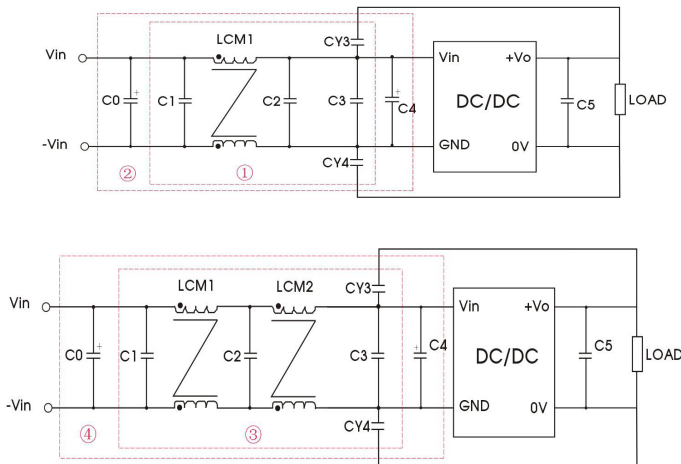 LCM1
CY3
Vin
Vin
+Vo
C0
+
C1
C2
C3
+
C4
DC/DC
C5
LOAD
-Vin
GND
0V
CY4
②
①
LCM1
LCM2
CY3
Vin
Vin
+Vo
C0
+
C1
C2
C3
+
C4
DC/DC
C5
LOAD
-Vin
GND
0V
CY4
④
③